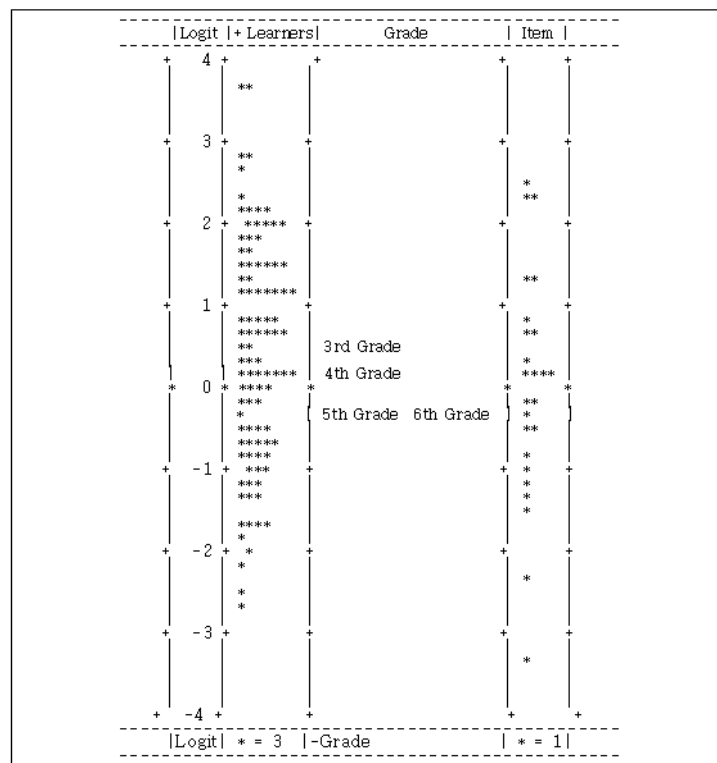 |Logit |+ Learners| Grade | Item |
+ 4 + + + +
**
+ 3 + + + +
**
* *
* **
****
+ 2 + ***** + + +
***
**
******
** **
*******
+ 1 + + + +
***** *
****** **
** 3rd Grade
*** *
******* 4th Grade ****
* 0 * **** * * *
*** **
* 5th Grade 6th Grade *
**** **
*****
**** *
+ -1 + *** + + * +
*** *
*** *
*
****
*
+ -2 + * + + +
*
*
*
*
+ -3 + + + +
*
+ -4 + + + +
|Logit| * = 3 |-Grade | * = 1|